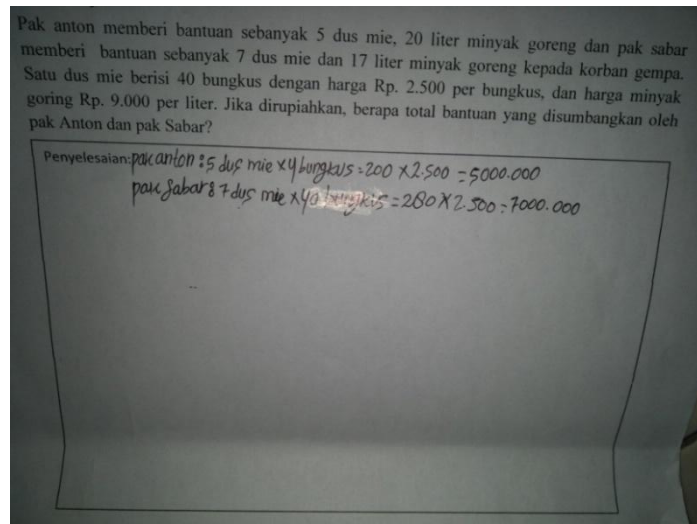 Pak anton memberi bantuan sebanyak 5 dus mie, 20 liter minyak goreng dan pak sabar
memberi bantuan sebanyak 7 dus mie dan 17 liter minyak goreng kepada korban gempa.
Satu dus mie berisi 40 bungkus dengan harga Rp. 2.500 per bungkus, dan harga minyak
goring Rp. 9.000 per liter. Jika dirupiahkan, berapa total bantuan yang disumbangkan oleh
pak Anton dan pak Sabar?
Penyelesaian: pak anton : 5 dus mie x 4 bungkus = 200 x 2.500 = 5000.000
pak Sabar : 7 dus mie x 40 bungkis = 280 x 2.500 = 7000.000